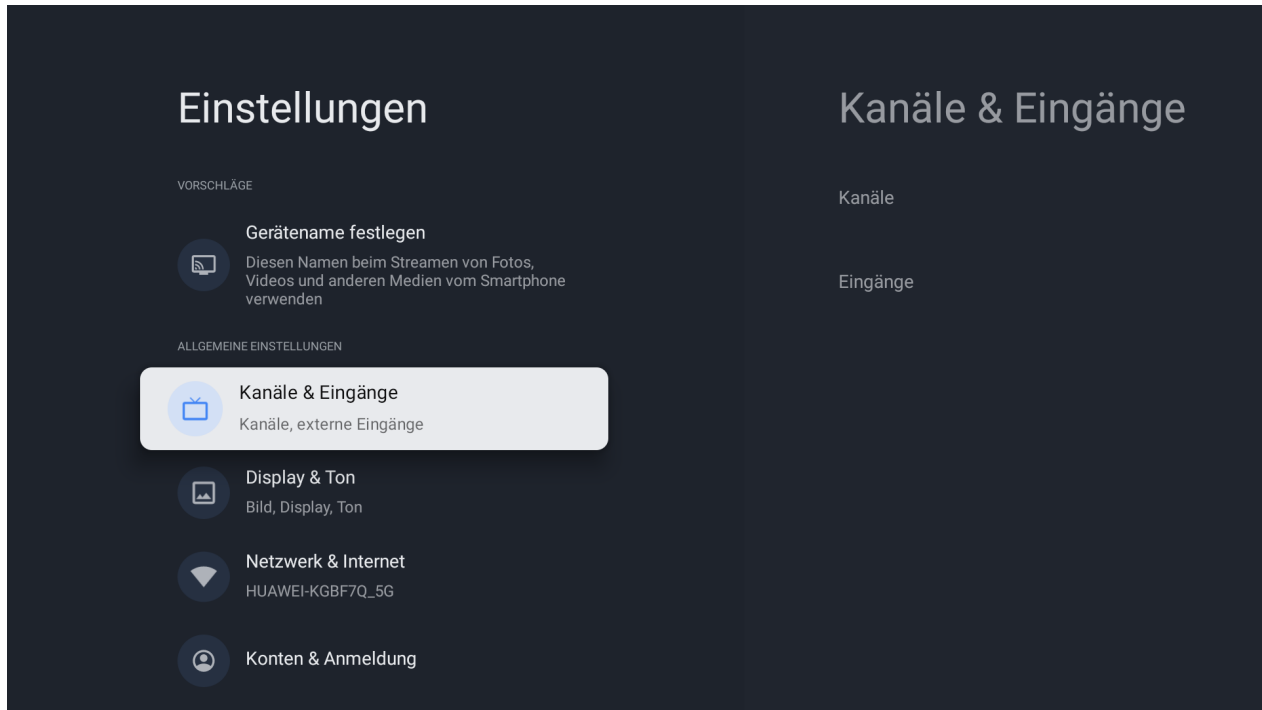 Einstellungen
VORSCHLÄGE
Gerätename festlegen
Diesen Namen beim Streamen von Fotos,
Videos und anderen Medien vom Smartphone
verwenden
ALLGEMEINE EINSTELLUNGEN
Kanäle & Eingänge
Kanäle, externe Eingänge
Display & Ton
Bild, Display, Ton
Netzwerk & Internet
HUAWEI-KGBF7Q_5G
Konten & Anmeldung
Kanäle & Eingänge
Kanäle
Eingänge